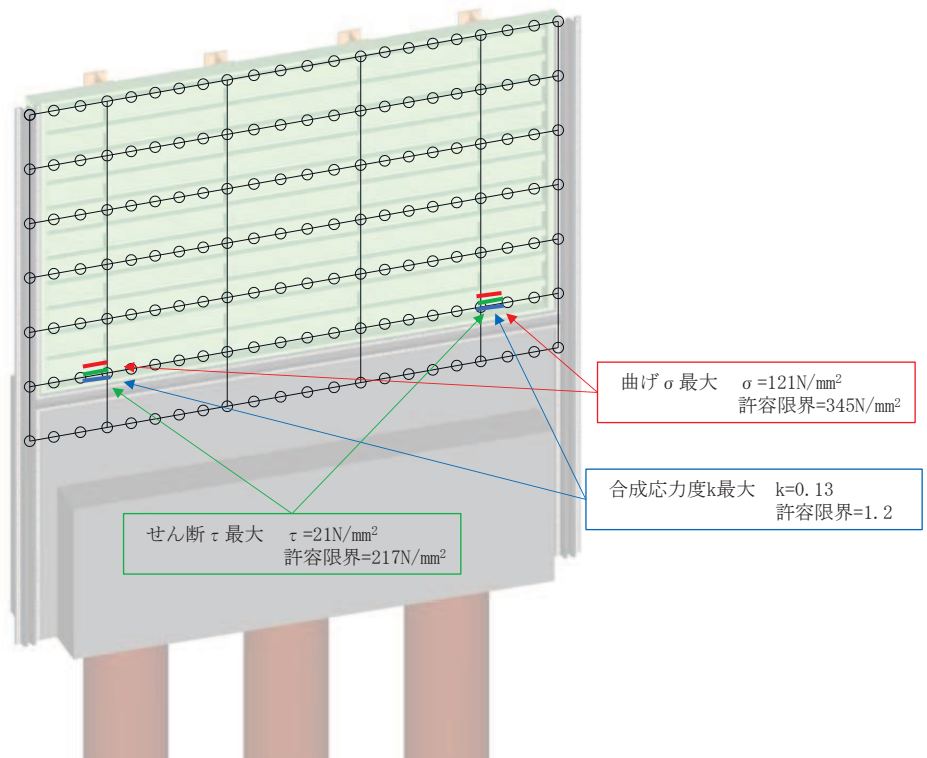 曲げσ最大 σ=121N/mm²
許容限界=345N/mm²
合成応力度k最大 k=0.13
許容限界=1.2
せん断τ最大 τ=21N/mm²
許容限界=217N/mm²